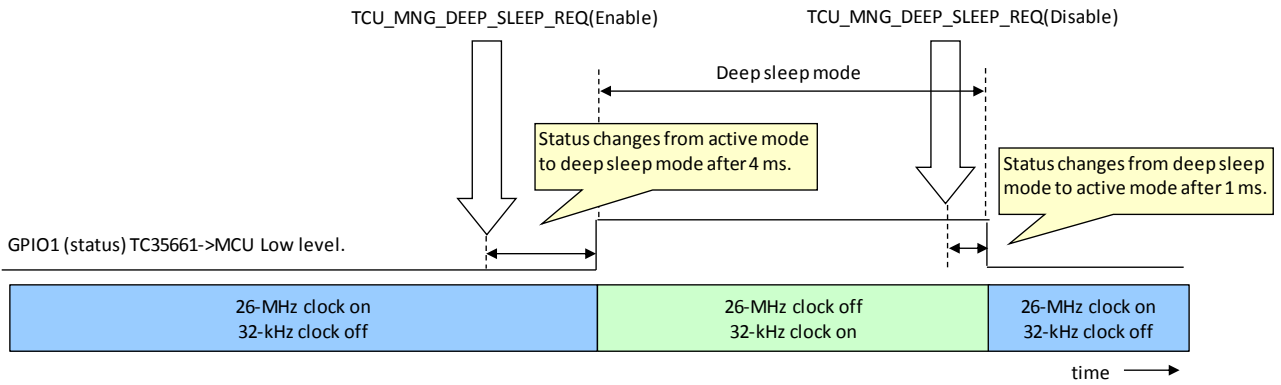 TCU_MNG_DEEP_SLEEP_REQ(Enable)
TCU_MNG_DEEP_SLEEP_REQ(Disable)
Deep sleep mode
Status changes from active mode
to deep sleep mode after 4 ms.
Status changes from deep sleep
mode to active mode after 1 ms.
GPIO1 (status) TC35661->MCU Low level.
26-MHz clock on
32-kHz clock off
26-MHz clock off
32-kHz clock on
26-MHz clock on
32-kHz clock off
time